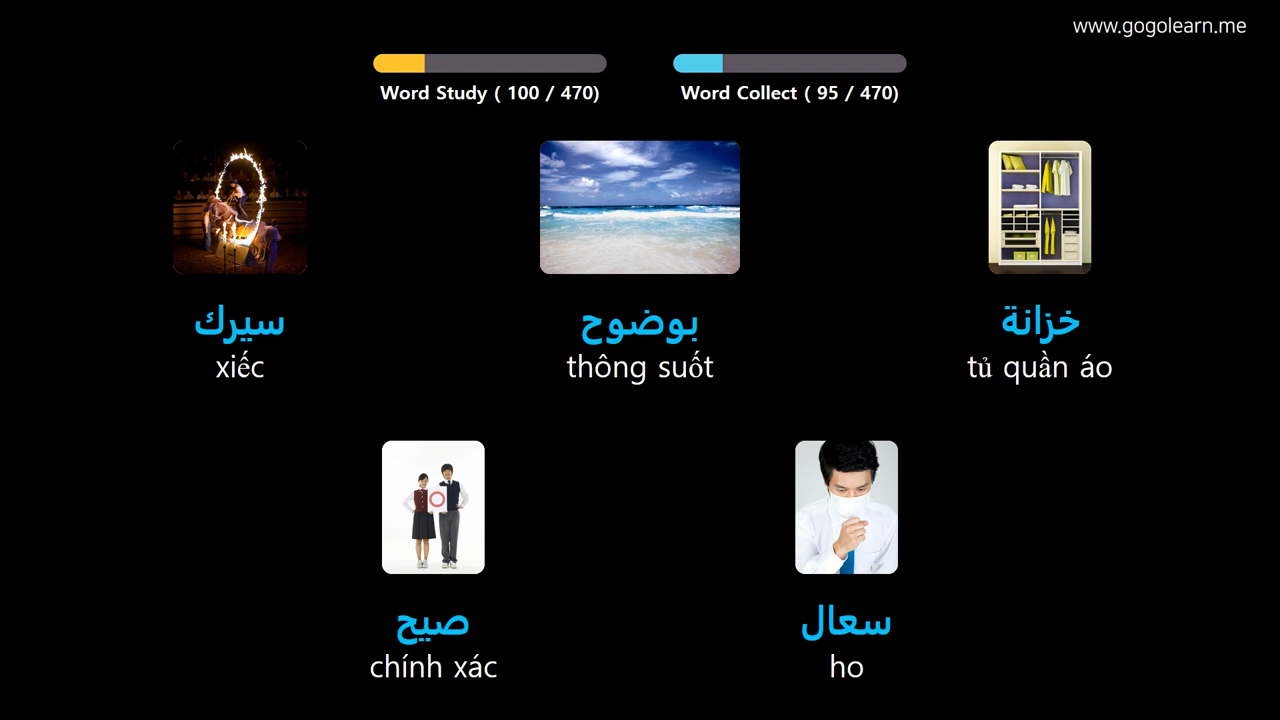 www.gogolearn.me
Word Study ( 100 / 470)
Word Collect ( 95 / 470)
سيرك
xiếc
بوضوح
thông suốt
خزانة
tủ quần áo
صيح
chính xác
سعال
ho